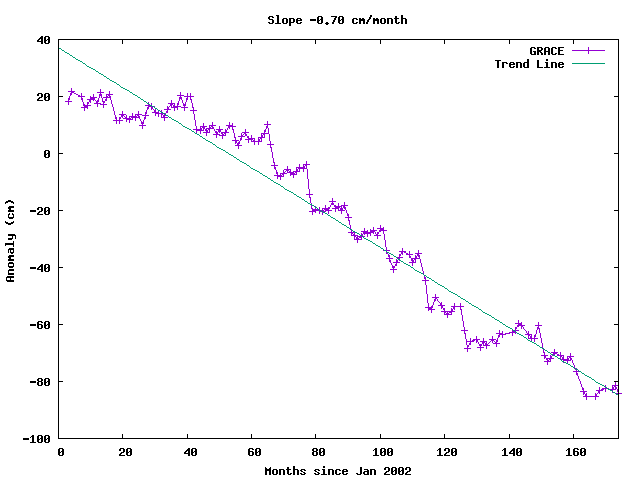 Slope -0.70 cm/month
GRACE
Trend Line
40
20
0
-20
-40
-60
-80
-100
Anomaly (cm)
0 20 40 60 80 100 120 140 160
Months since Jan 2002